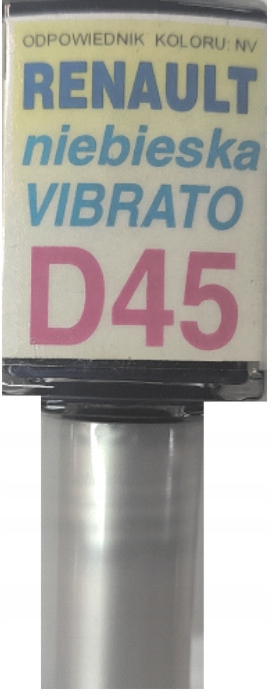 ODPOWIEDNIK KOLORU: NV
RENAULT
niebieska
VIBRATO
D45